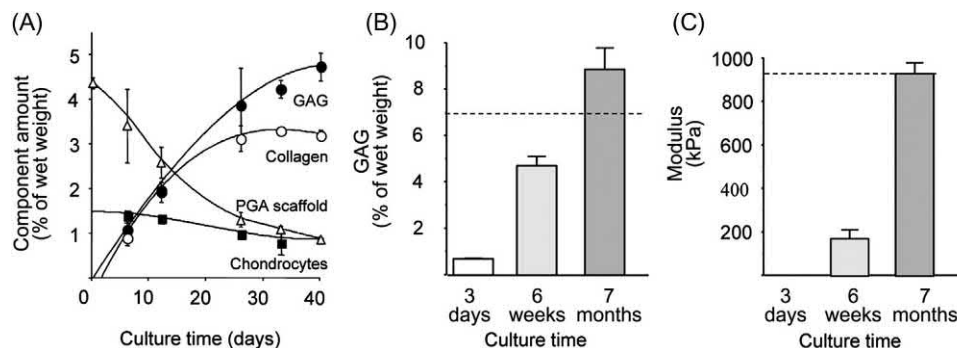 (A)
Component amount
(% of wet weight)
5
4
3
2
1
GAG
Collagen
PGA scaffold
Chondrocytes
0
10
20
30
40
Culture time (days)
(B)
GAG
(% of wet weight)
10
8
6
4
2
3
days
6
weeks
7
months
Culture time
(C)
Modulus
(kPa)
1000
800
600
400
200
3
days
6
weeks
7
months
Culture time